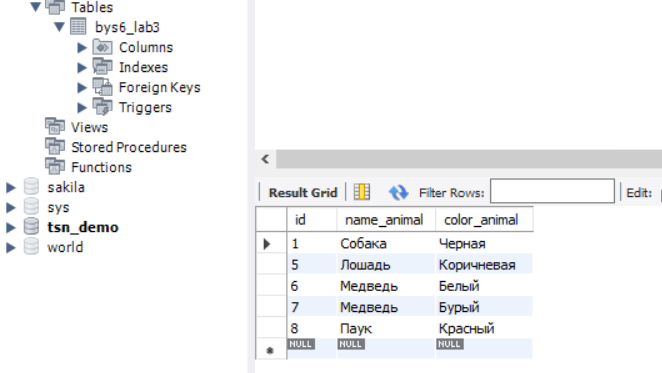 Tables
bys6_lab3
Columns
Indexes
Foreign Keys
Triggers
Views
Stored Procedures
Functions
sakila
sys
tsn_demo
world
Result Grid Filter Rows: Edit:
id name_animal color_animal
1 Собака Черная
5 Лошадь Коричневая
6 Медведь Белый
7 Медведь Бурый
8 Паук Красный
NULL NULL NULL